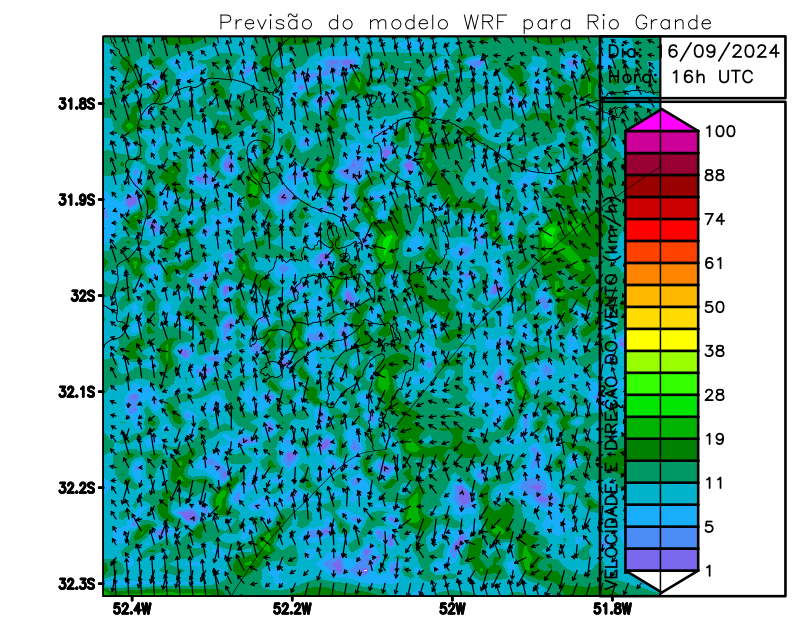 Previsão do modelo WRF para Rio Grande
Dia: 16/09/2024
Hora: 16h UTC
31.8S
31.9S
32S
32.1S
32.2S
32.3S
52.4W
52.2W
52W
51.8W
VELOCIDADE E DIREÇÃO DO VENTO (km/h)
100
88
74
61
50
38
28
19
11
5
1